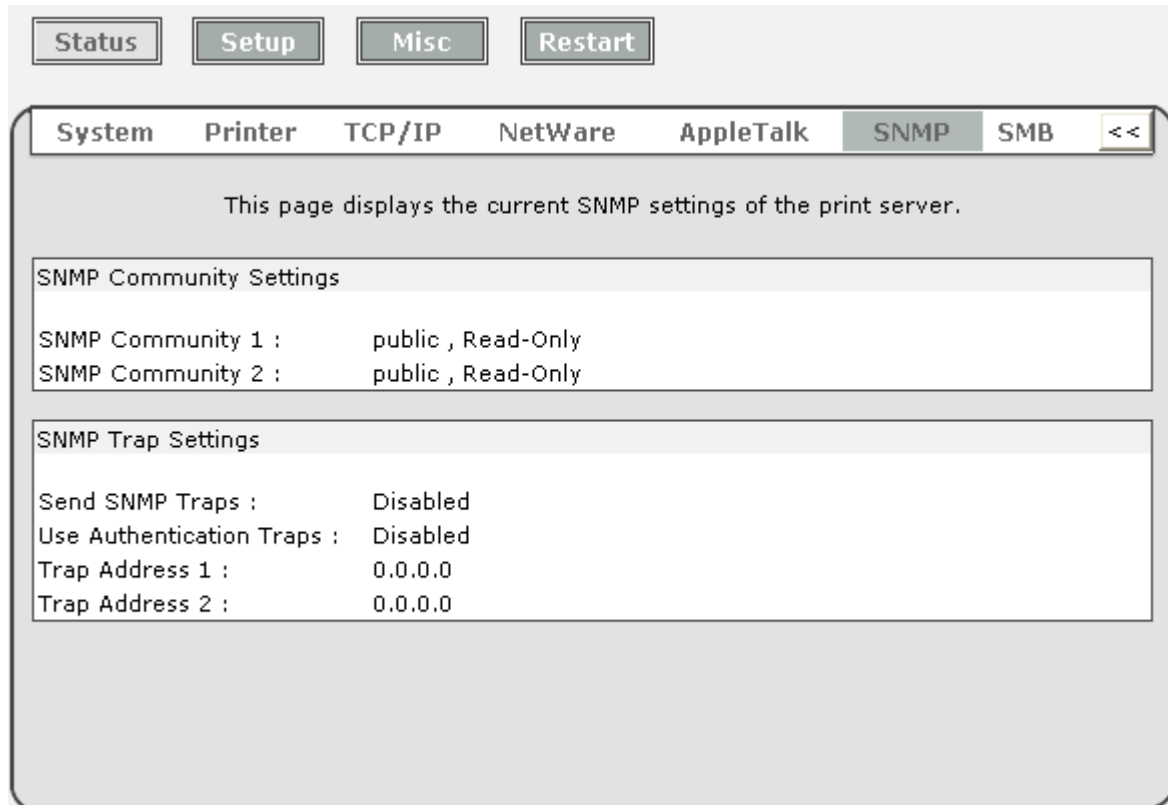 Status Setup Misc Restart
System Printer TCP/IP NetWare AppleTalk SNMP SMB <<
This page displays the current SNMP settings of the print server.
SNMP Community Settings
SNMP Community 1 : public , Read-Only
SNMP Community 2 : public , Read-Only
SNMP Trap Settings
Send SNMP Traps : Disabled
Use Authentication Traps : Disabled
Trap Address 1 : 0.0.0.0
Trap Address 2 : 0.0.0.0